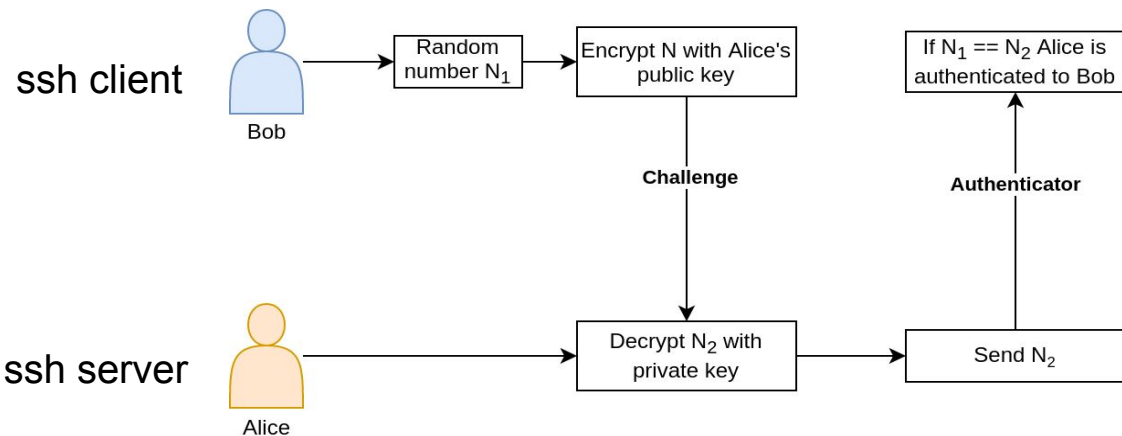 ssh client
Bob
Random
number N₁
Encrypt N with Alice's
public key
If N₁ == N₂ Alice is
authenticated to Bob
Challenge
Authenticator
ssh server
Alice
Decrypt N₂ with
private key
Send N₂